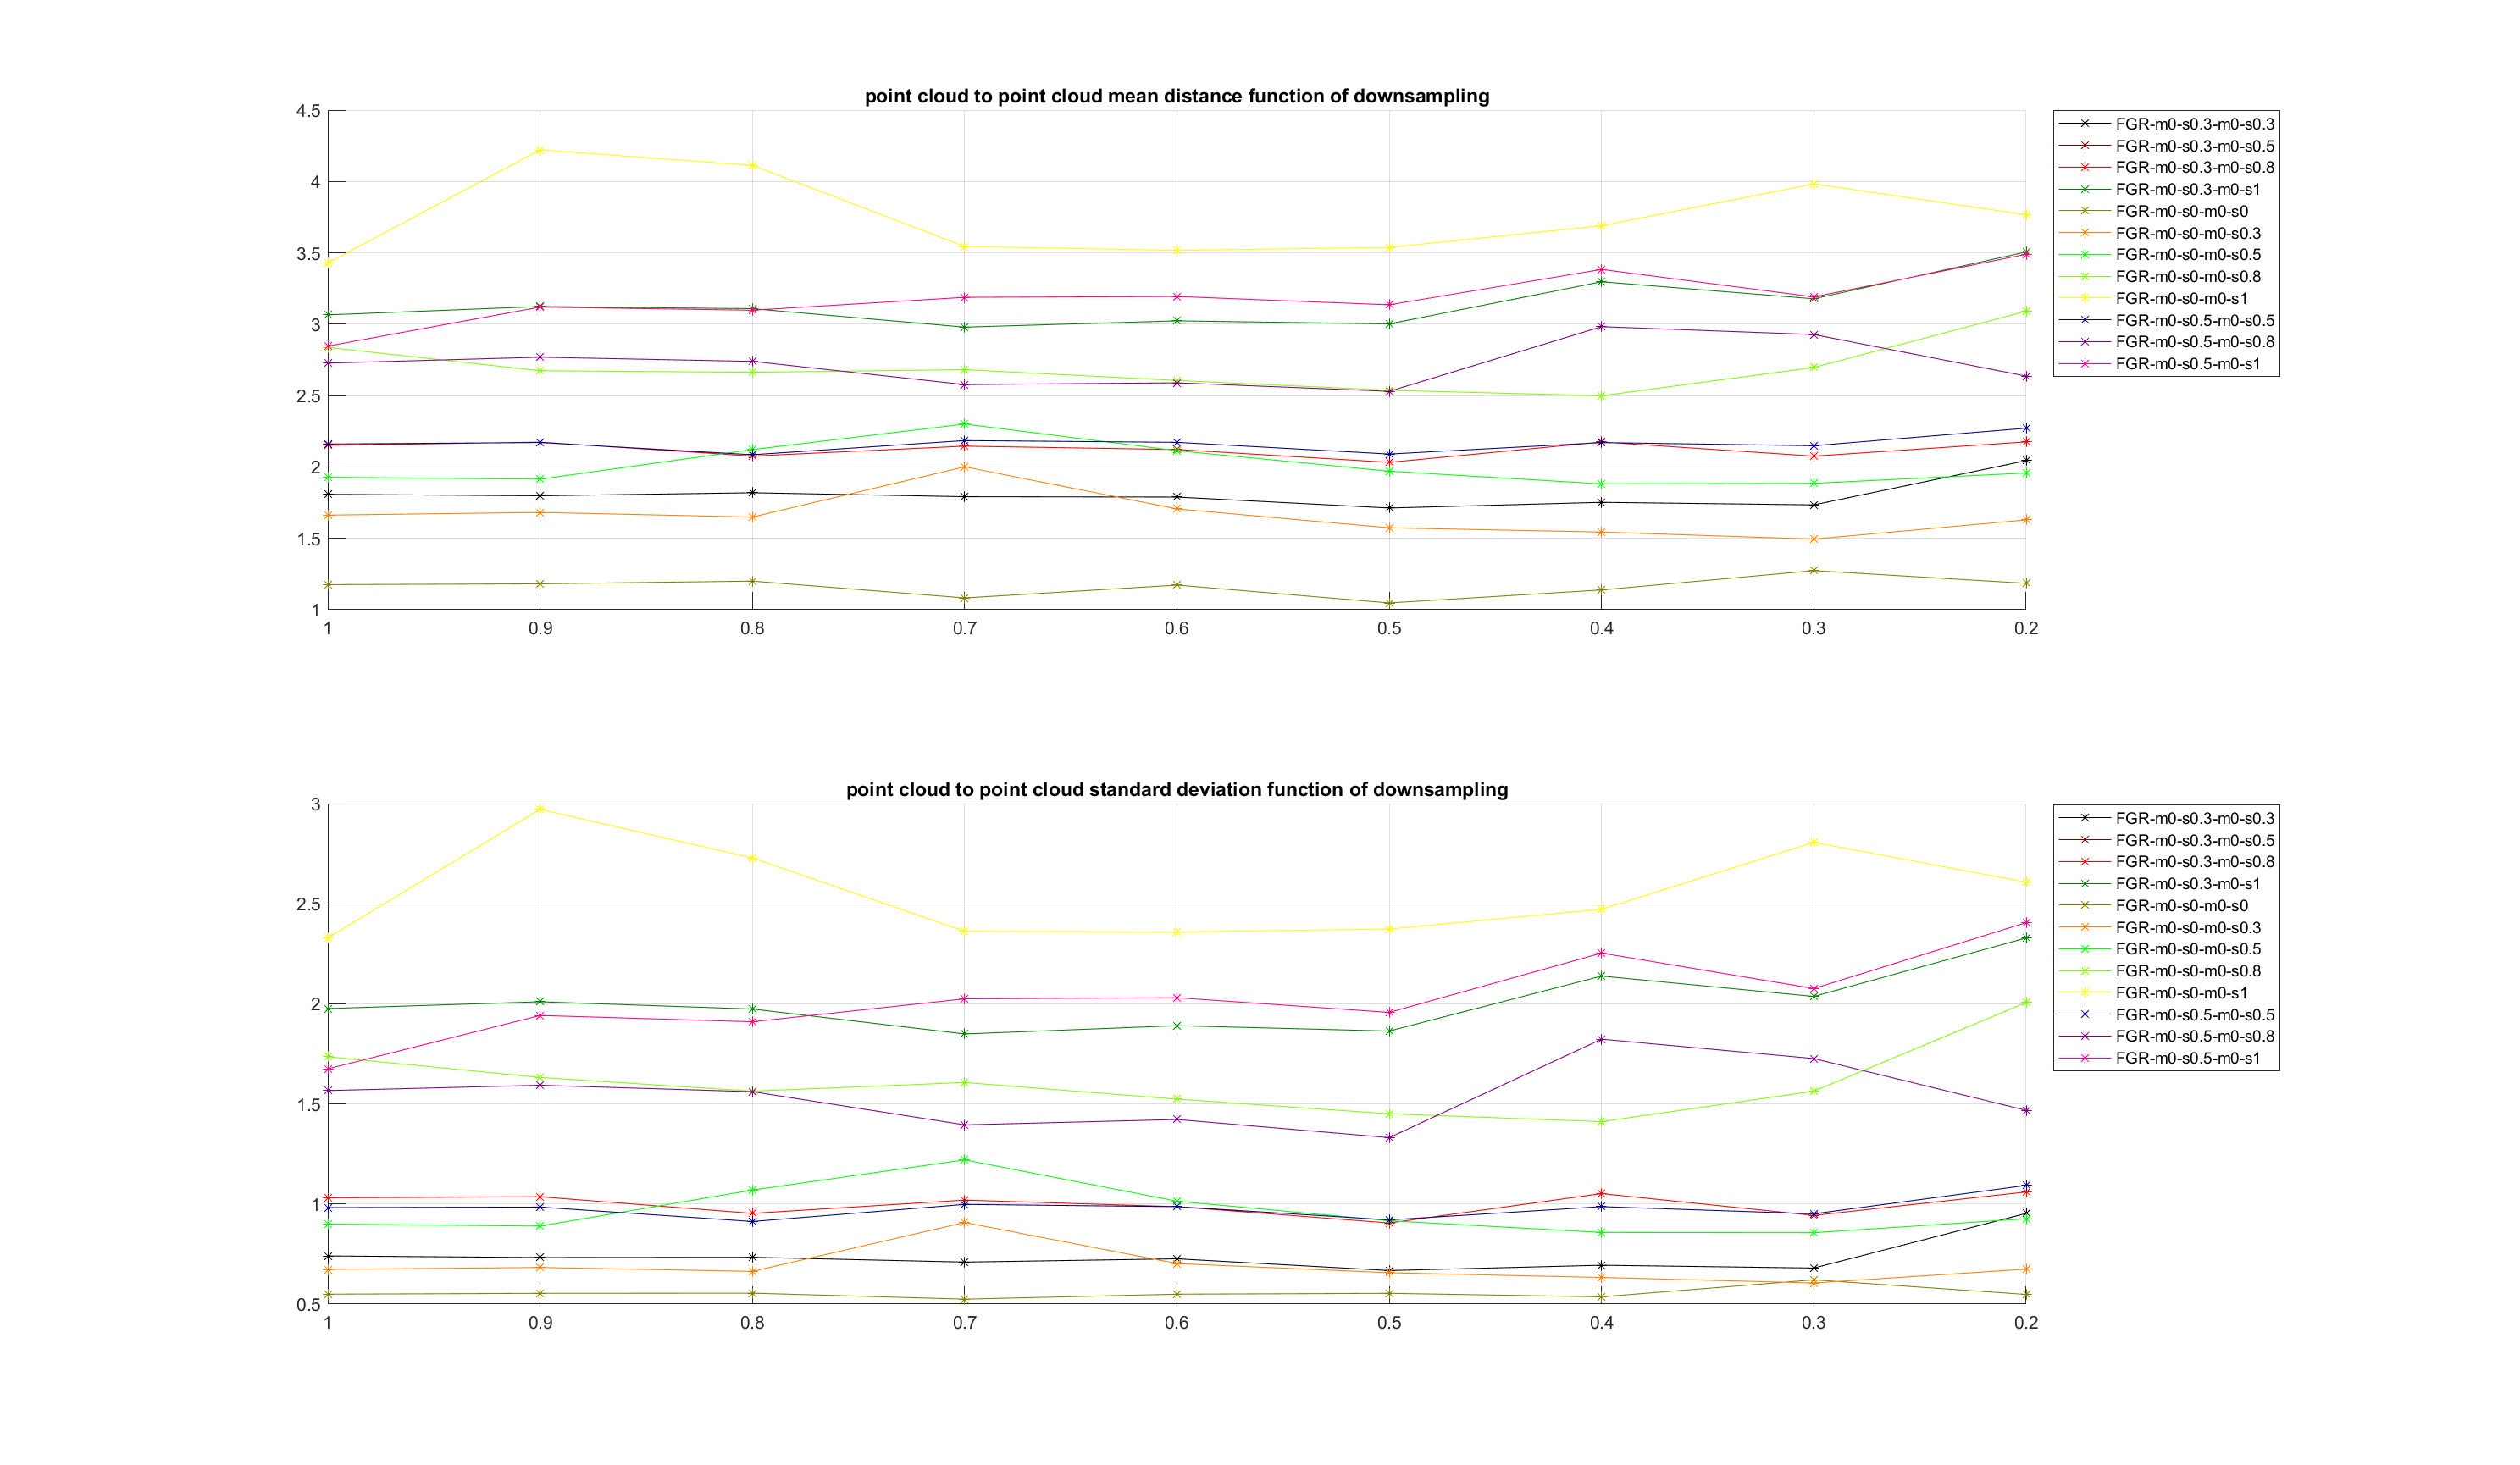 point cloud to point cloud mean distance function of downsampling
4.5
4
3.5
3
2.5
2
1.5
1
1 0.9 0.8 0.7 0.6 0.5 0.4 0.3 0.2
FGR-m0-s0.3-m0-s0.3
FGR-m0-s0.3-m0-s0.5
FGR-m0-s0.3-m0-s0.8
FGR-m0-s0.3-m0-s1
FGR-m0-s0-m0-s0
FGR-m0-s0-m0-s0.3
FGR-m0-s0-m0-s0.5
FGR-m0-s0-m0-s0.8
FGR-m0-s0-m0-s1
FGR-m0-s0.5-m0-s0.5
FGR-m0-s0.5-m0-s0.8
FGR-m0-s0.5-m0-s1
point cloud to point cloud standard deviation function of downsampling
3
2.5
2
1.5
1
0.5
1 0.9 0.8 0.7 0.6 0.5 0.4 0.3 0.2
FGR-m0-s0.3-m0-s0.3
FGR-m0-s0.3-m0-s0.5
FGR-m0-s0.3-m0-s0.8
FGR-m0-s0.3-m0-s1
FGR-m0-s0-m0-s0
FGR-m0-s0-m0-s0.3
FGR-m0-s0-m0-s0.5
FGR-m0-s0-m0-s0.8
FGR-m0-s0-m0-s1
FGR-m0-s0.5-m0-s0.5
FGR-m0-s0.5-m0-s0.8
FGR-m0-s0.5-m0-s1